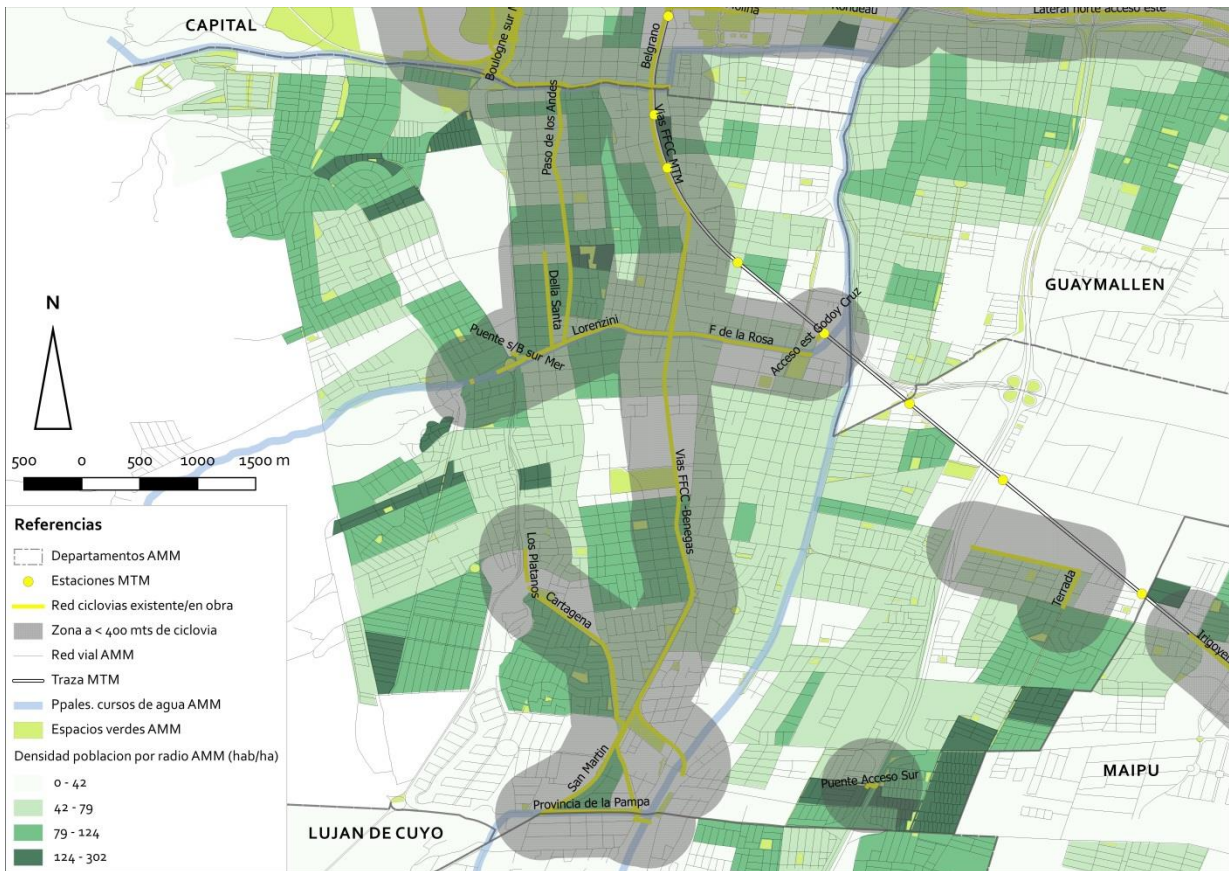 CAPITAL
Boulogne sur M
Belgrano
Molina
Rondeau
Lateral norte acceso este
Paso de los Andes
Vias FFCC MTM
GUAYMALLEN
N
Della Santa
Lorenzini
Puente s/B sur Mer
F de la Rosa
Acceso est Godoy Cruz
500 0 500 1000 1500 m
Vias FFCC -Benegas
Los Platanos
Cartagena
Terrada
Irigoyen
San Martin
Provincia de la Pampa
Puente Acceso Sur
MAIPU
LUJAN DE CUYO
Referencias
Departamentos AMM
Estaciones MTM
Red ciclovias existente/en obra
Zona a < 400 mts de ciclovia
Red vial AMM
Traza MTM
Ppales. cursos de agua AMM
Espacios verdes AMM
Densidad poblacion por radio AMM (hab/ha)
0 - 42
42 - 79
79 - 124
124 - 302